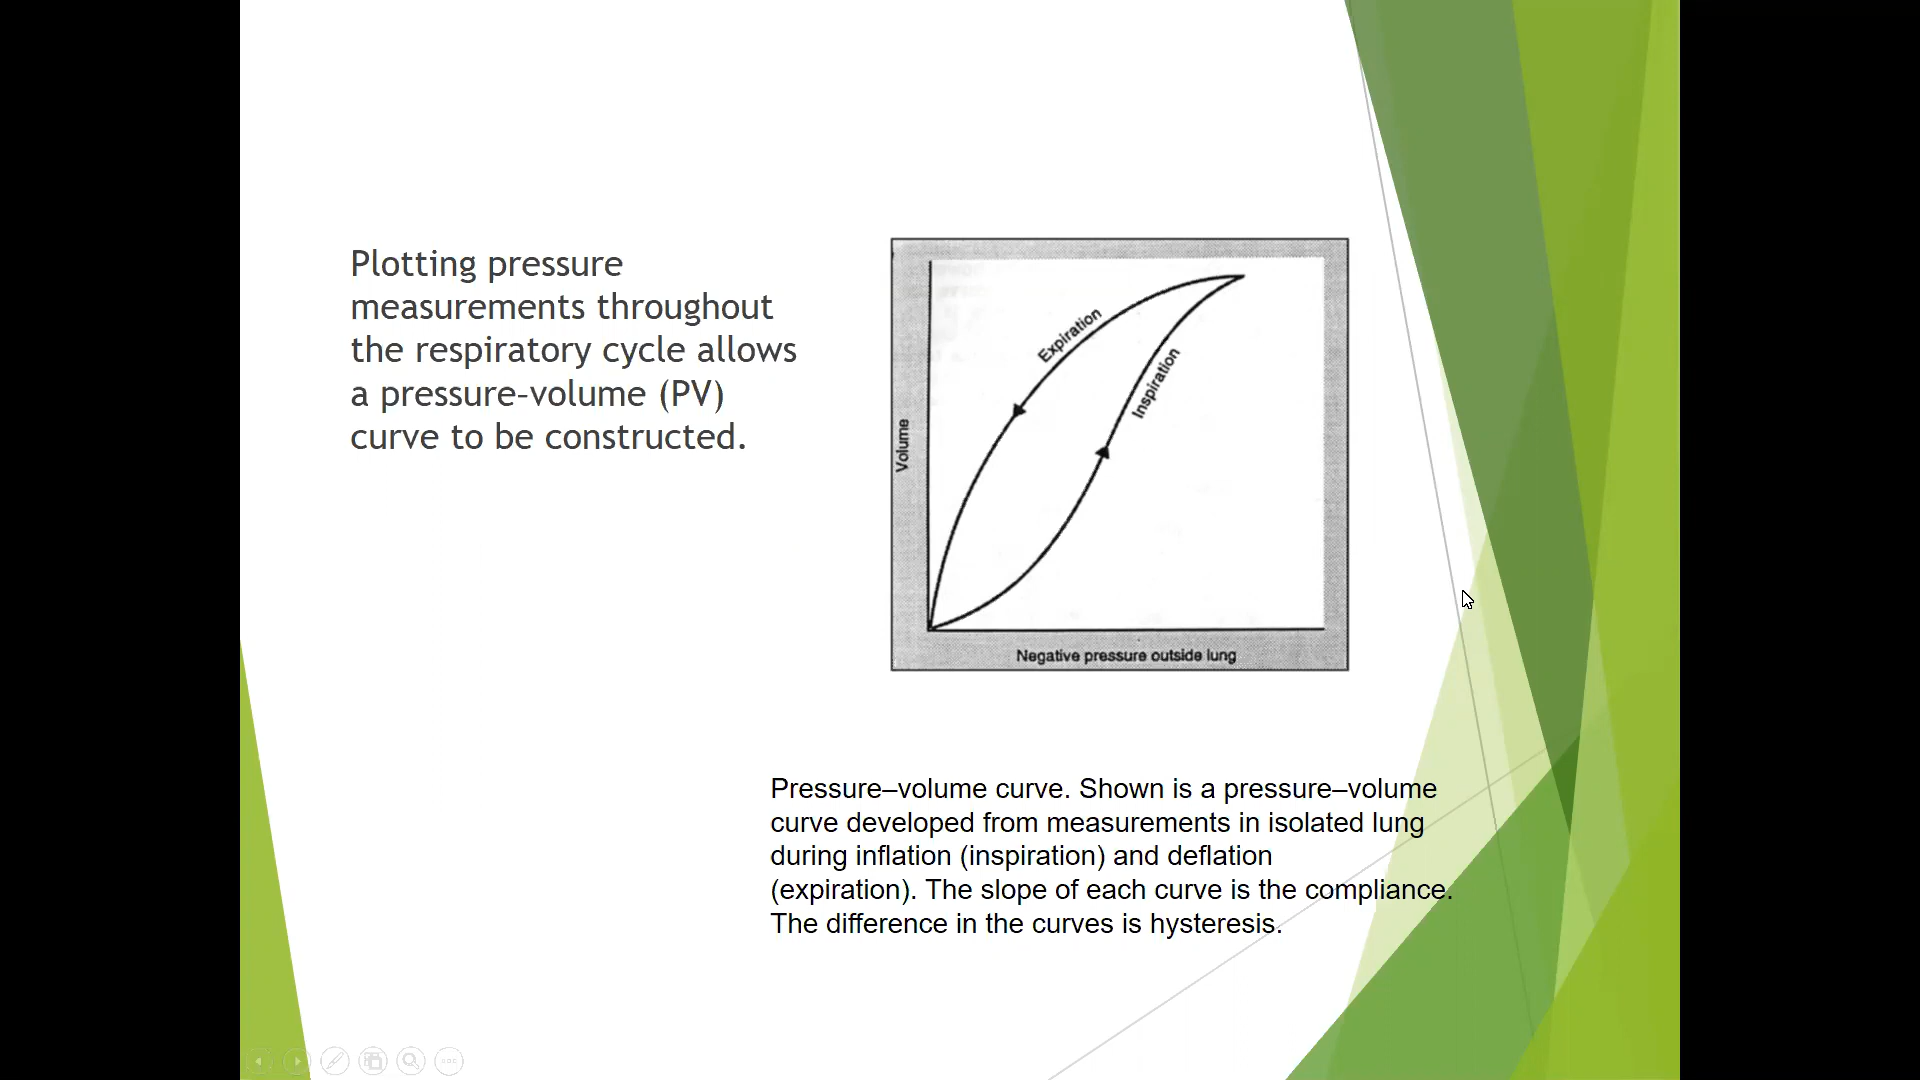 Plotting pressure
measurements throughout
the respiratory cycle allows
a pressure-volume (PV)
curve to be constructed.
Expiration
Inspiration
Volume
Negative pressure outside lung
Pressure–volume curve. Shown is a pressure–volume
curve developed from measurements in isolated lung
during inflation (inspiration) and deflation
(expiration). The slope of each curve is the compliance.
The difference in the curves is hysteresis.